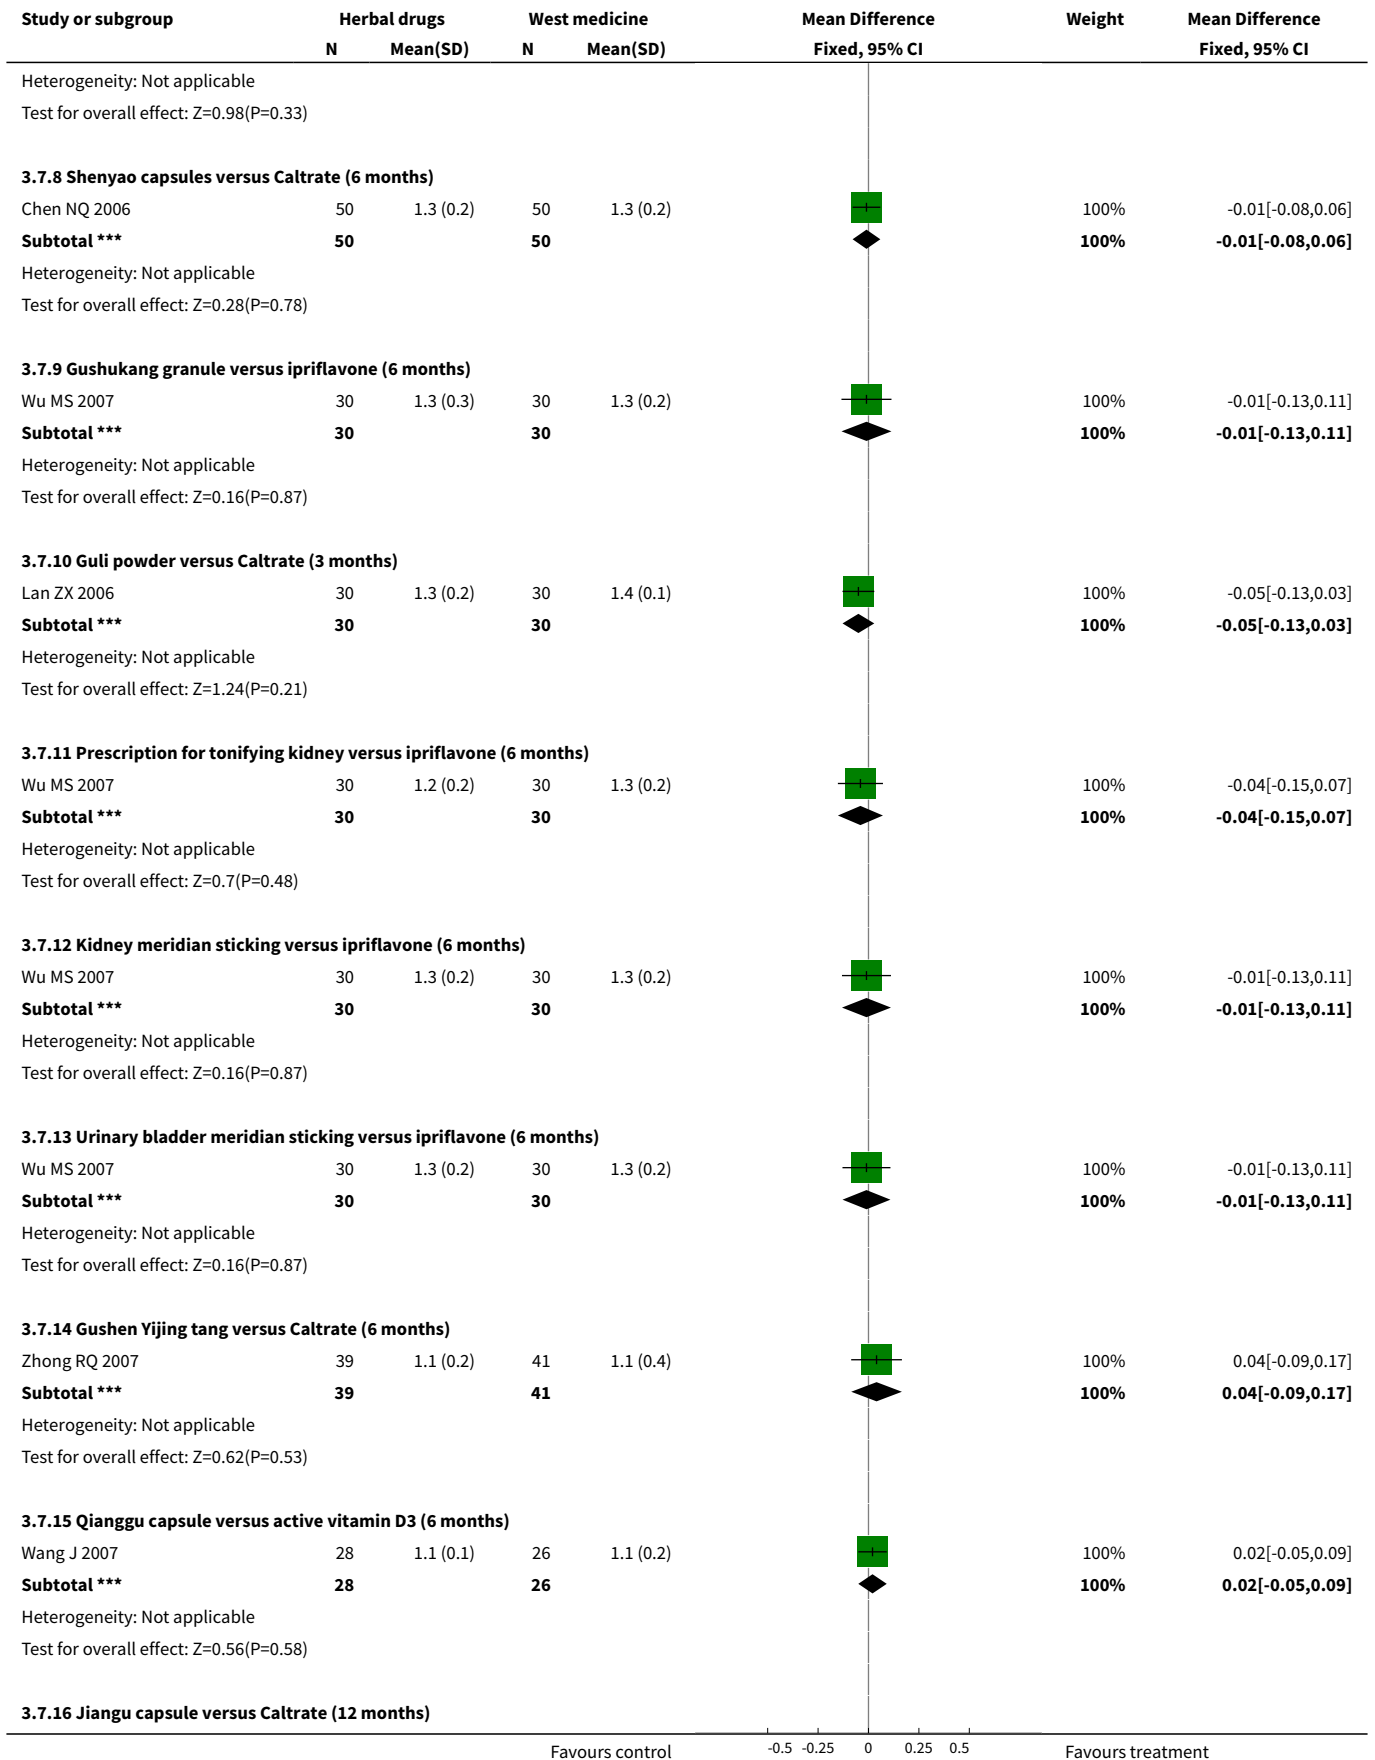 Study or subgroup Herbal drugs West medicine Mean Difference Weight Mean Difference
N Mean(SD) N Mean(SD) Fixed, 95% CI Fixed, 95% CI
Heterogeneity: Not applicable
Test for overall effect: Z=0.98(P=0.33)
3.7.8 Shenyao capsules versus Caltrate (6 months)
Chen NQ 2006 50 1.3 (0.2) 50 1.3 (0.2) 100% -0.01[-0.08,0.06]
Subtotal *** 50 50 100% -0.01[-0.08,0.06]
Heterogeneity: Not applicable
Test for overall effect: Z=0.28(P=0.78)
3.7.9 Gushukang granule versus ipriflavone (6 months)
Wu MS 2007 30 1.3 (0.3) 30 1.3 (0.2) 100% -0.01[-0.13,0.11]
Subtotal *** 30 30 100% -0.01[-0.13,0.11]
Heterogeneity: Not applicable
Test for overall effect: Z=0.16(P=0.87)
3.7.10 Guli powder versus Caltrate (3 months)
Lan ZX 2006 30 1.3 (0.2) 30 1.4 (0.1) 100% -0.05[-0.13,0.03]
Subtotal *** 30 30 100% -0.05[-0.13,0.03]
Heterogeneity: Not applicable
Test for overall effect: Z=1.24(P=0.21)
3.7.11 Prescription for tonifying kidney versus ipriflavone (6 months)
Wu MS 2007 30 1.2 (0.2) 30 1.3 (0.2) 100% -0.04[-0.15,0.07]
Subtotal *** 30 30 100% -0.04[-0.15,0.07]
Heterogeneity: Not applicable
Test for overall effect: Z=0.7(P=0.48)
3.7.12 Kidney meridian sticking versus ipriflavone (6 months)
Wu MS 2007 30 1.3 (0.2) 30 1.3 (0.2) 100% -0.01[-0.13,0.11]
Subtotal *** 30 30 100% -0.01[-0.13,0.11]
Heterogeneity: Not applicable
Test for overall effect: Z=0.16(P=0.87)
3.7.13 Urinary bladder meridian sticking versus ipriflavone (6 months)
Wu MS 2007 30 1.3 (0.2) 30 1.3 (0.2) 100% -0.01[-0.13,0.11]
Subtotal *** 30 30 100% -0.01[-0.13,0.11]
Heterogeneity: Not applicable
Test for overall effect: Z=0.16(P=0.87)
3.7.14 Gushen Yijing tang versus Caltrate (6 months)
Zhong RQ 2007 39 1.1 (0.2) 41 1.1 (0.4) 100% 0.04[-0.09,0.17]
Subtotal *** 39 41 100% 0.04[-0.09,0.17]
Heterogeneity: Not applicable
Test for overall effect: Z=0.62(P=0.53)
3.7.15 Qianggu capsule versus active vitamin D3 (6 months)
Wang J 2007 28 1.1 (0.1) 26 1.1 (0.2) 100% 0.02[-0.05,0.09]
Subtotal *** 28 26 100% 0.02[-0.05,0.09]
Heterogeneity: Not applicable
Test for overall effect: Z=0.56(P=0.58)
3.7.16 Jiangu capsule versus Caltrate (12 months)
Favours control -0.5 -0.25 0 0.25 0.5 Favours treatment